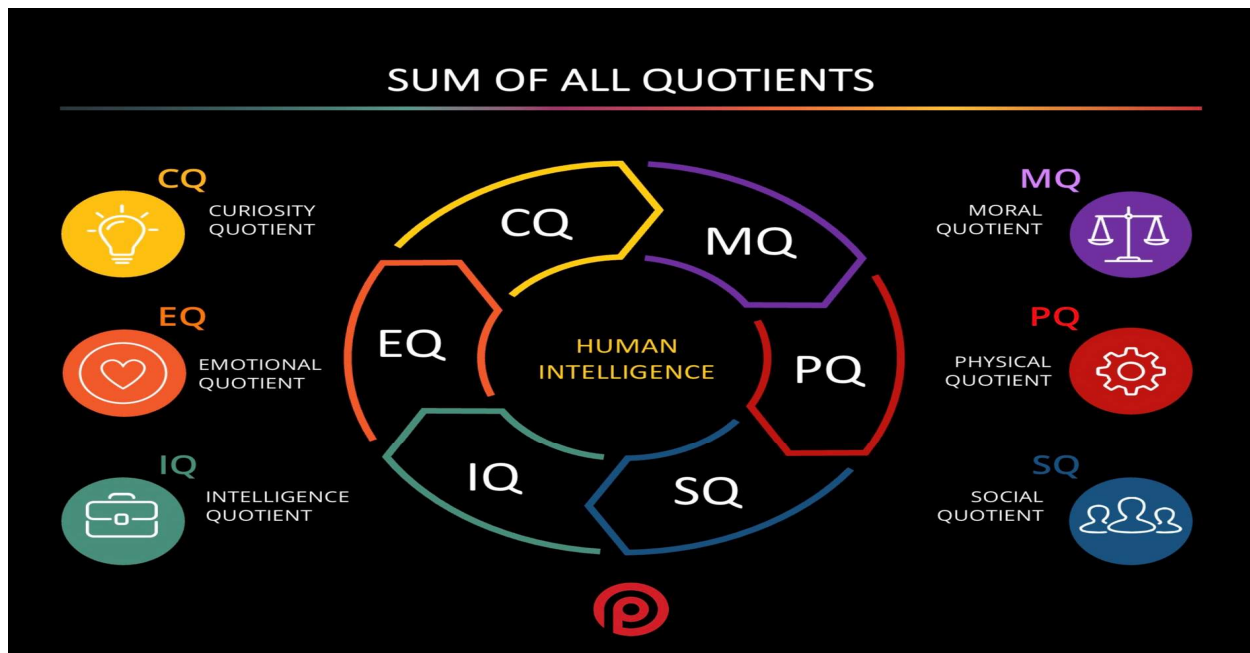 SUM OF ALL QUOTIENTS
CQ
CURIOSITY
QUOTIENT
EQ
EMOTIONAL
QUOTIENT
IQ
INTELLIGENCE
QUOTIENT
CQ
MQ
EQ
PQ
IQ
SQ
HUMAN
INTELLIGENCE
MQ
MORAL
QUOTIENT
PQ
PHYSICAL
QUOTIENT
SQ
SOCIAL
QUOTIENT